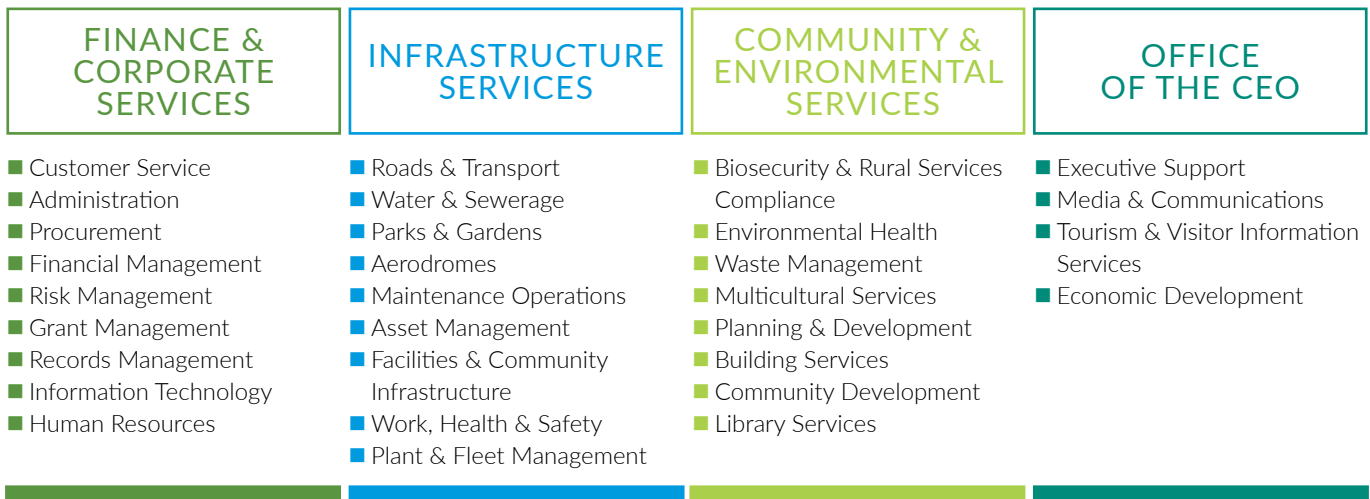 FINANCE &
CORPORATE
SERVICES
Customer Service
Administration
Procurement
Financial Management
Risk Management
Grant Management
Records Management
Information Technology
Human Resources
INFRASTRUCTURE
SERVICES
Roads & Transport
Water & Sewerage
Parks & Gardens
Aerodromes
Maintenance Operations
Asset Management
Facilities & Community
Infrastructure
Work, Health & Safety
Plant & Fleet Management
COMMUNITY &
ENVIRONMENTAL
SERVICES
Biosecurity & Rural Services
Compliance
Environmental Health
Waste Management
Multicultural Services
Planning & Development
Building Services
Community Development
Library Services
OFFICE
OF THE CEO
Executive Support
Media & Communications
Tourism & Visitor Information
Services
Economic Development